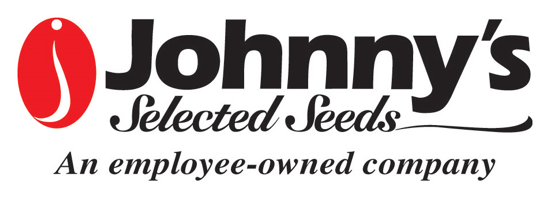 Johnny's
Selected Seeds
An employee-owned company